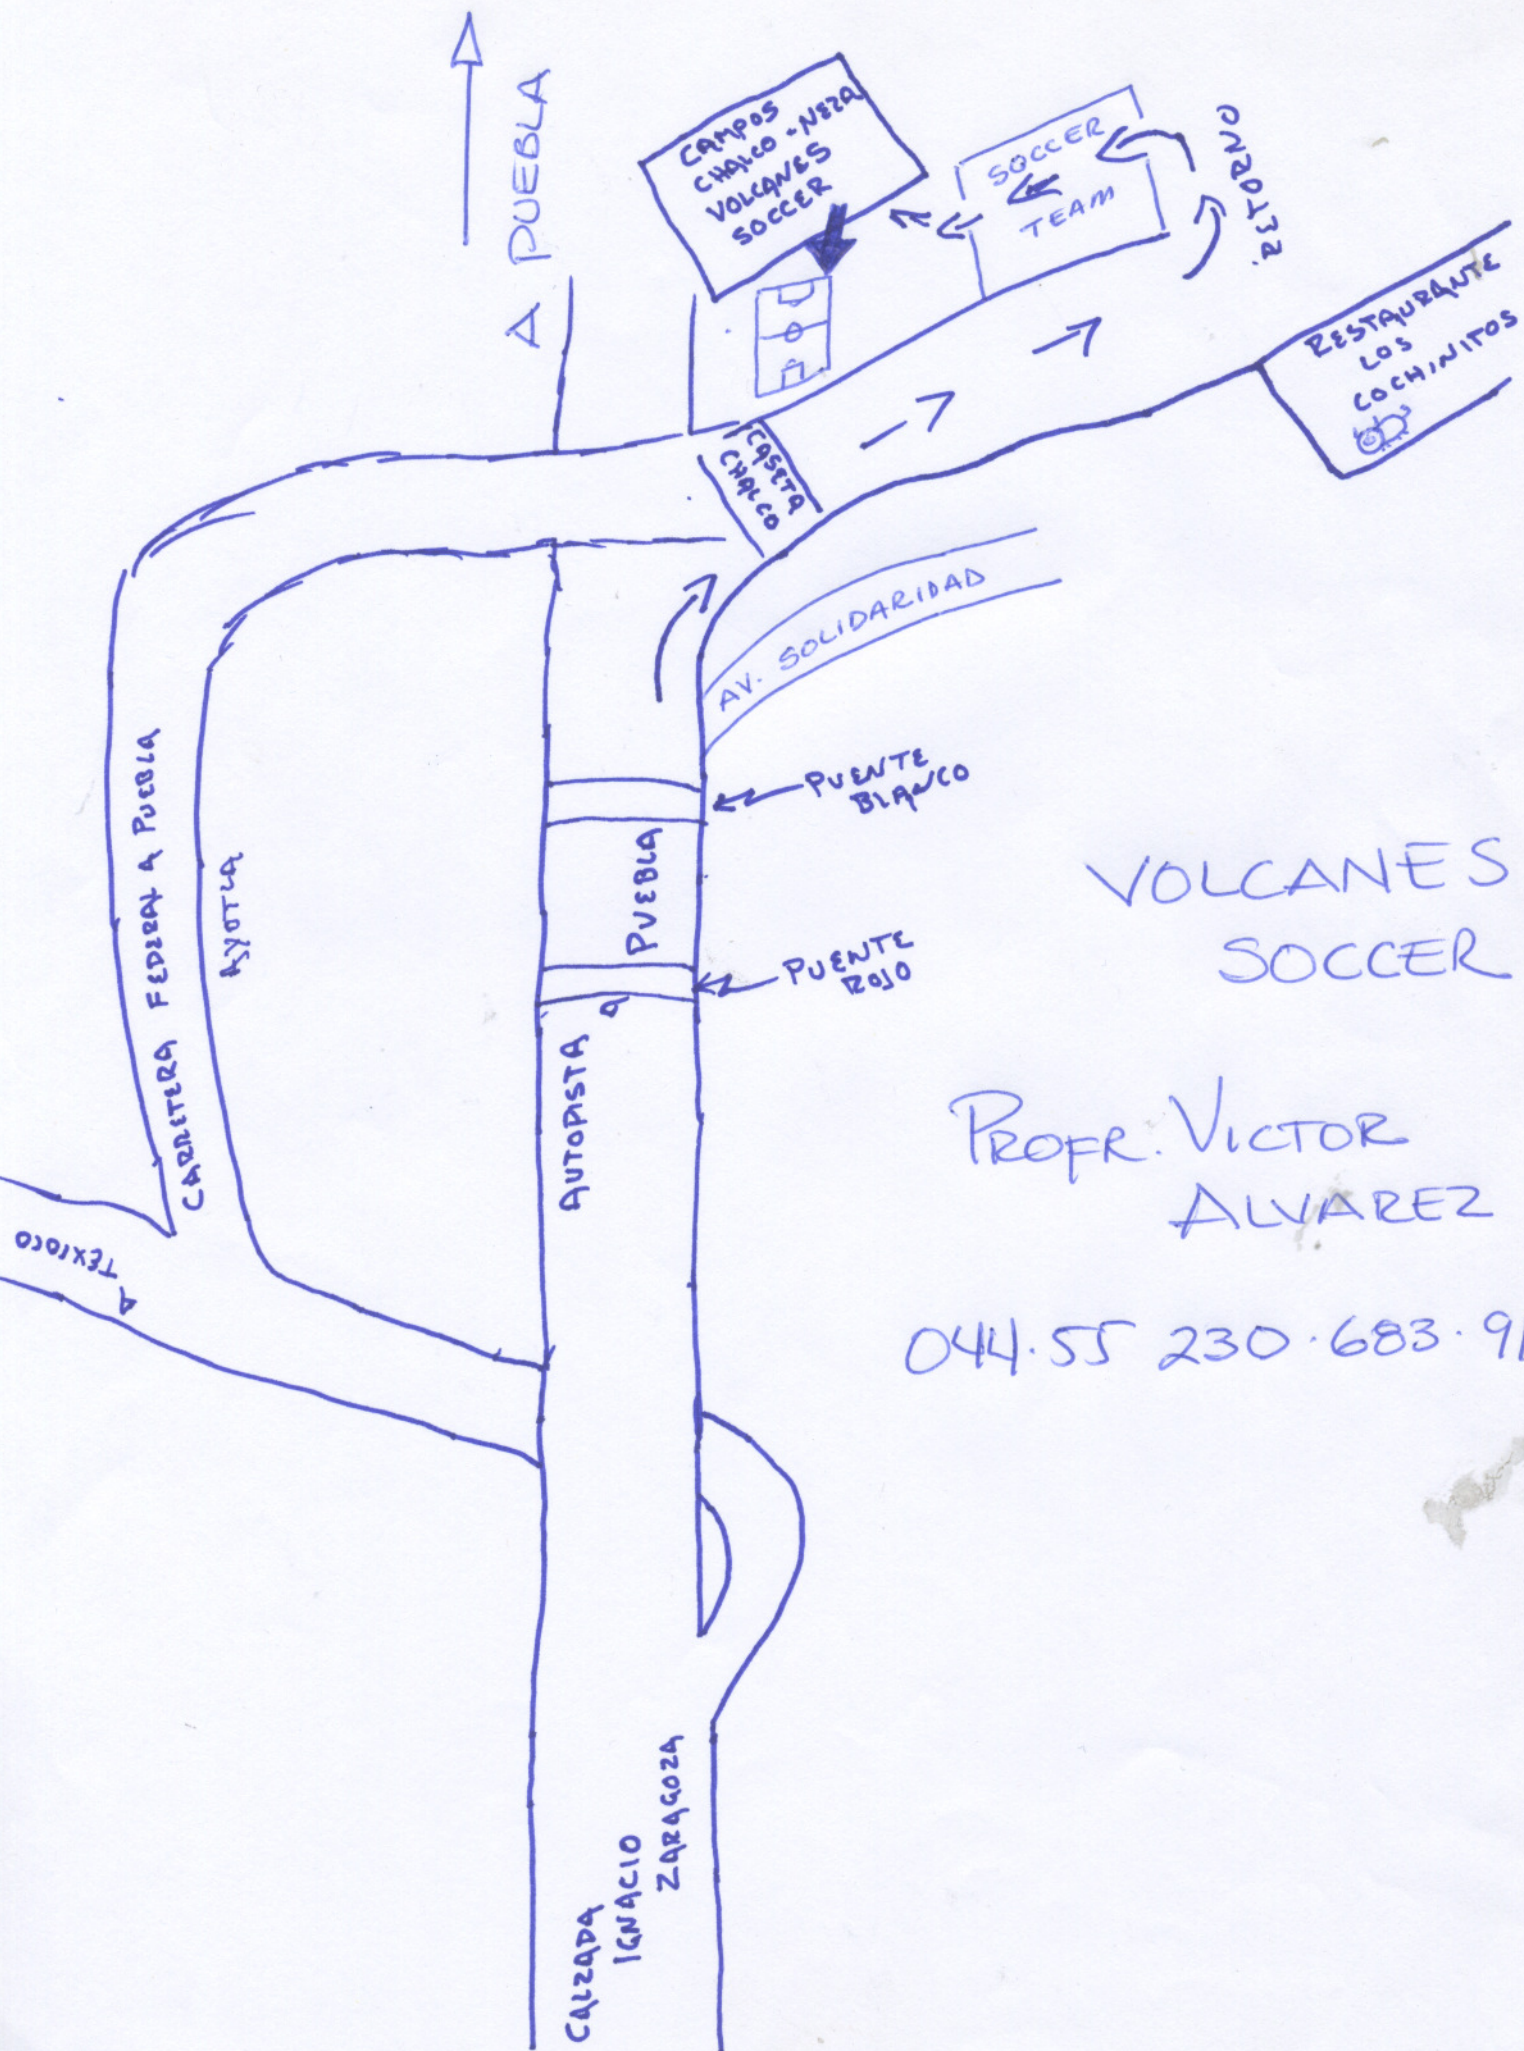 A PUEBLA
CAMPOS
CHALCO - NEZA
VOLCANES
SOCCER
SOCCER
TEAM
RETORNO
RESTAURANTE
LOS
COCHINITOS
CASETA
CHALCO
AV. SOLIDARIDAD
PUENTE
BLANCO
PUENTE
ROJO
AUTOPISTA A PUEBLA
CARRETERA FEDERAL A PUEBLA
AYOTLA
A TEXCOCO
CALZADA
IGNACIO
ZARAGOZA
VOLCANES
SOCCER
PROFR. VICTOR
ALVAREZ
044.55 230.683.91